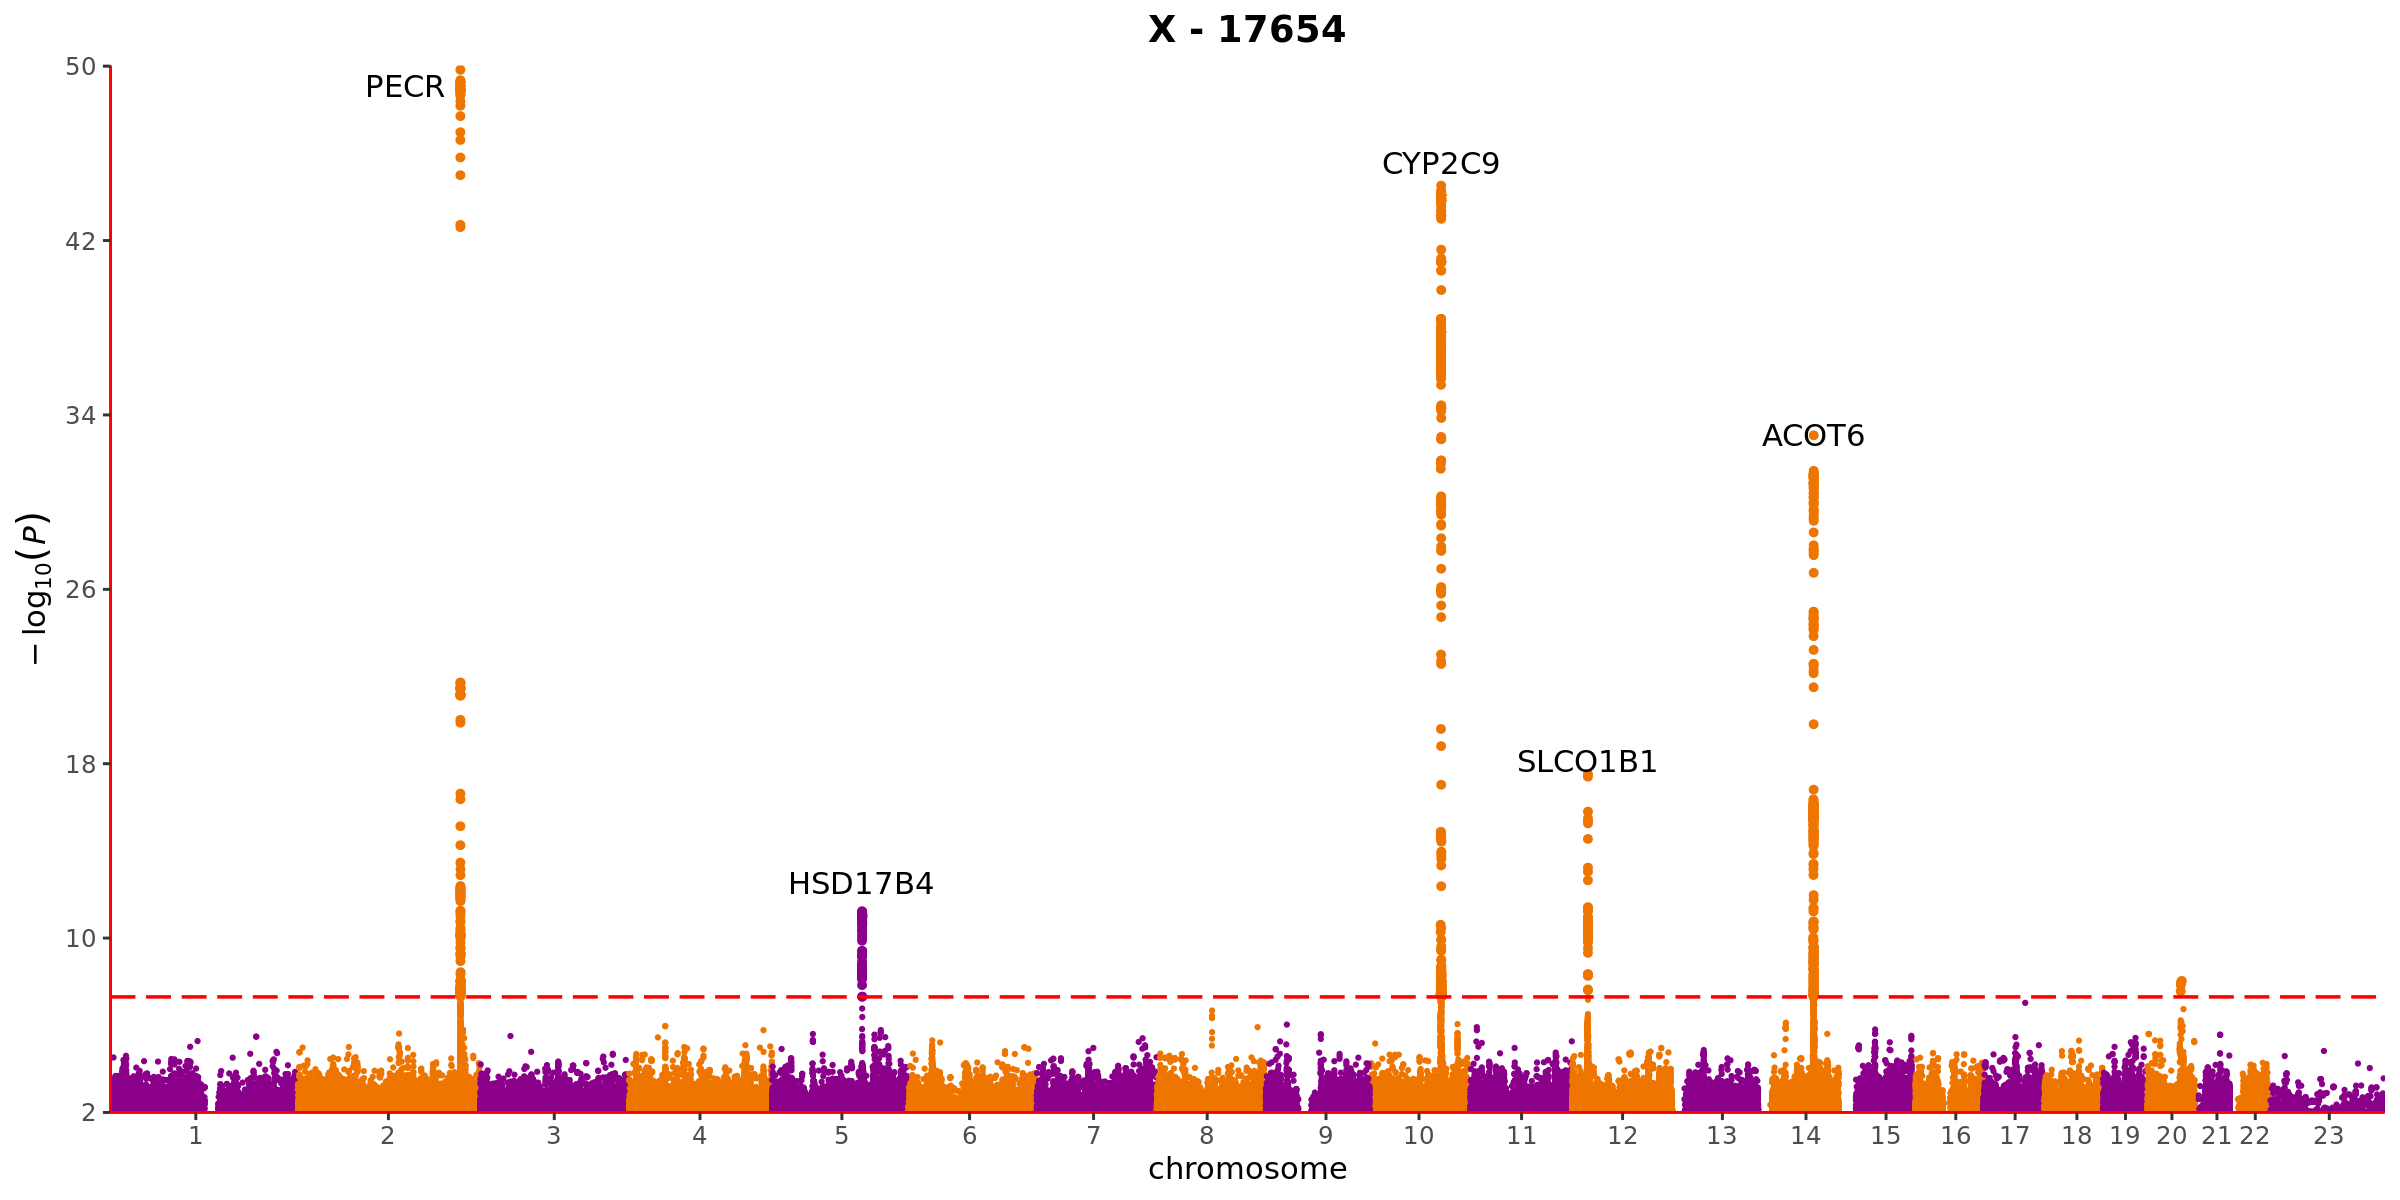 X - 17654
50
PECR
CYP2C9
42
34
ACOT6
− log10(P)
26
18
SLCO1B1
HSD17B4
10
2
1 2 3 4 5 6 7 8 9 10 11 12 13 14 15 16 17 18 19 20 21 22 23
chromosome